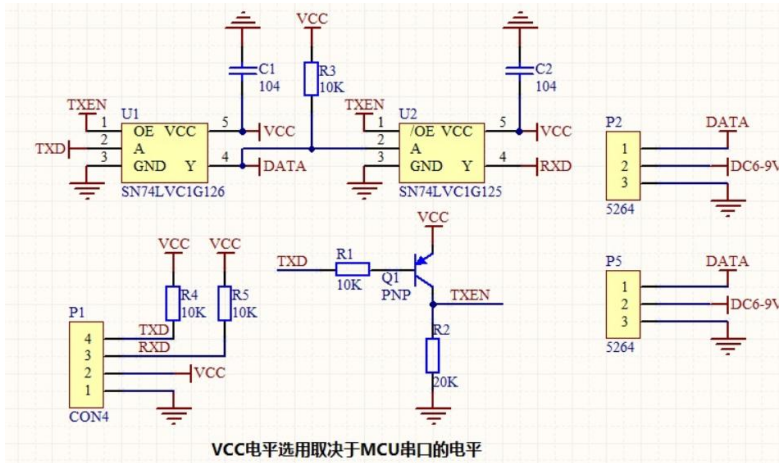 VCC
TXEN
U1
C1
104
R3
10K
TXEN
U2
C2
104
1
OE VCC
5
VCC
TXD
2
A
3
GND Y
4
DATA
SN74LVC1G126
1
/OE VCC
5
VCC
2
A
3
GND Y
4
RXD
SN74LVC1G125
P2
1
2
3
5264
DATA
DC6-9V
VCC
VCC
R4
10K
R5
10K
P1
4
3
2
1
TXD
RXD
VCC
CON4
VCC
TXD
R1
10K
Q1
PNP
TXEN
R2
20K
P5
1
2
3
5264
DATA
DC6-9V
VCC电平选用取决于MCU串口的电平